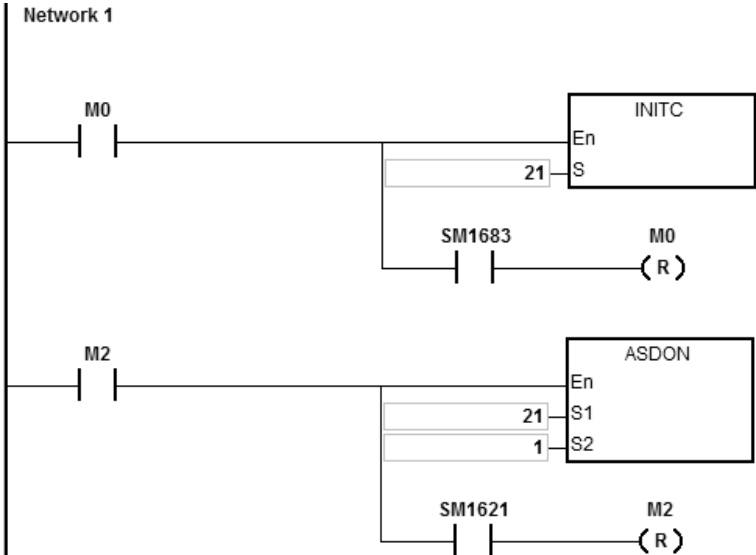 Network 1
M0
INITC
En
21 S
SM1683 M0
R
M2
ASDON
En
21 S1
1 S2
SM1621 M2
R